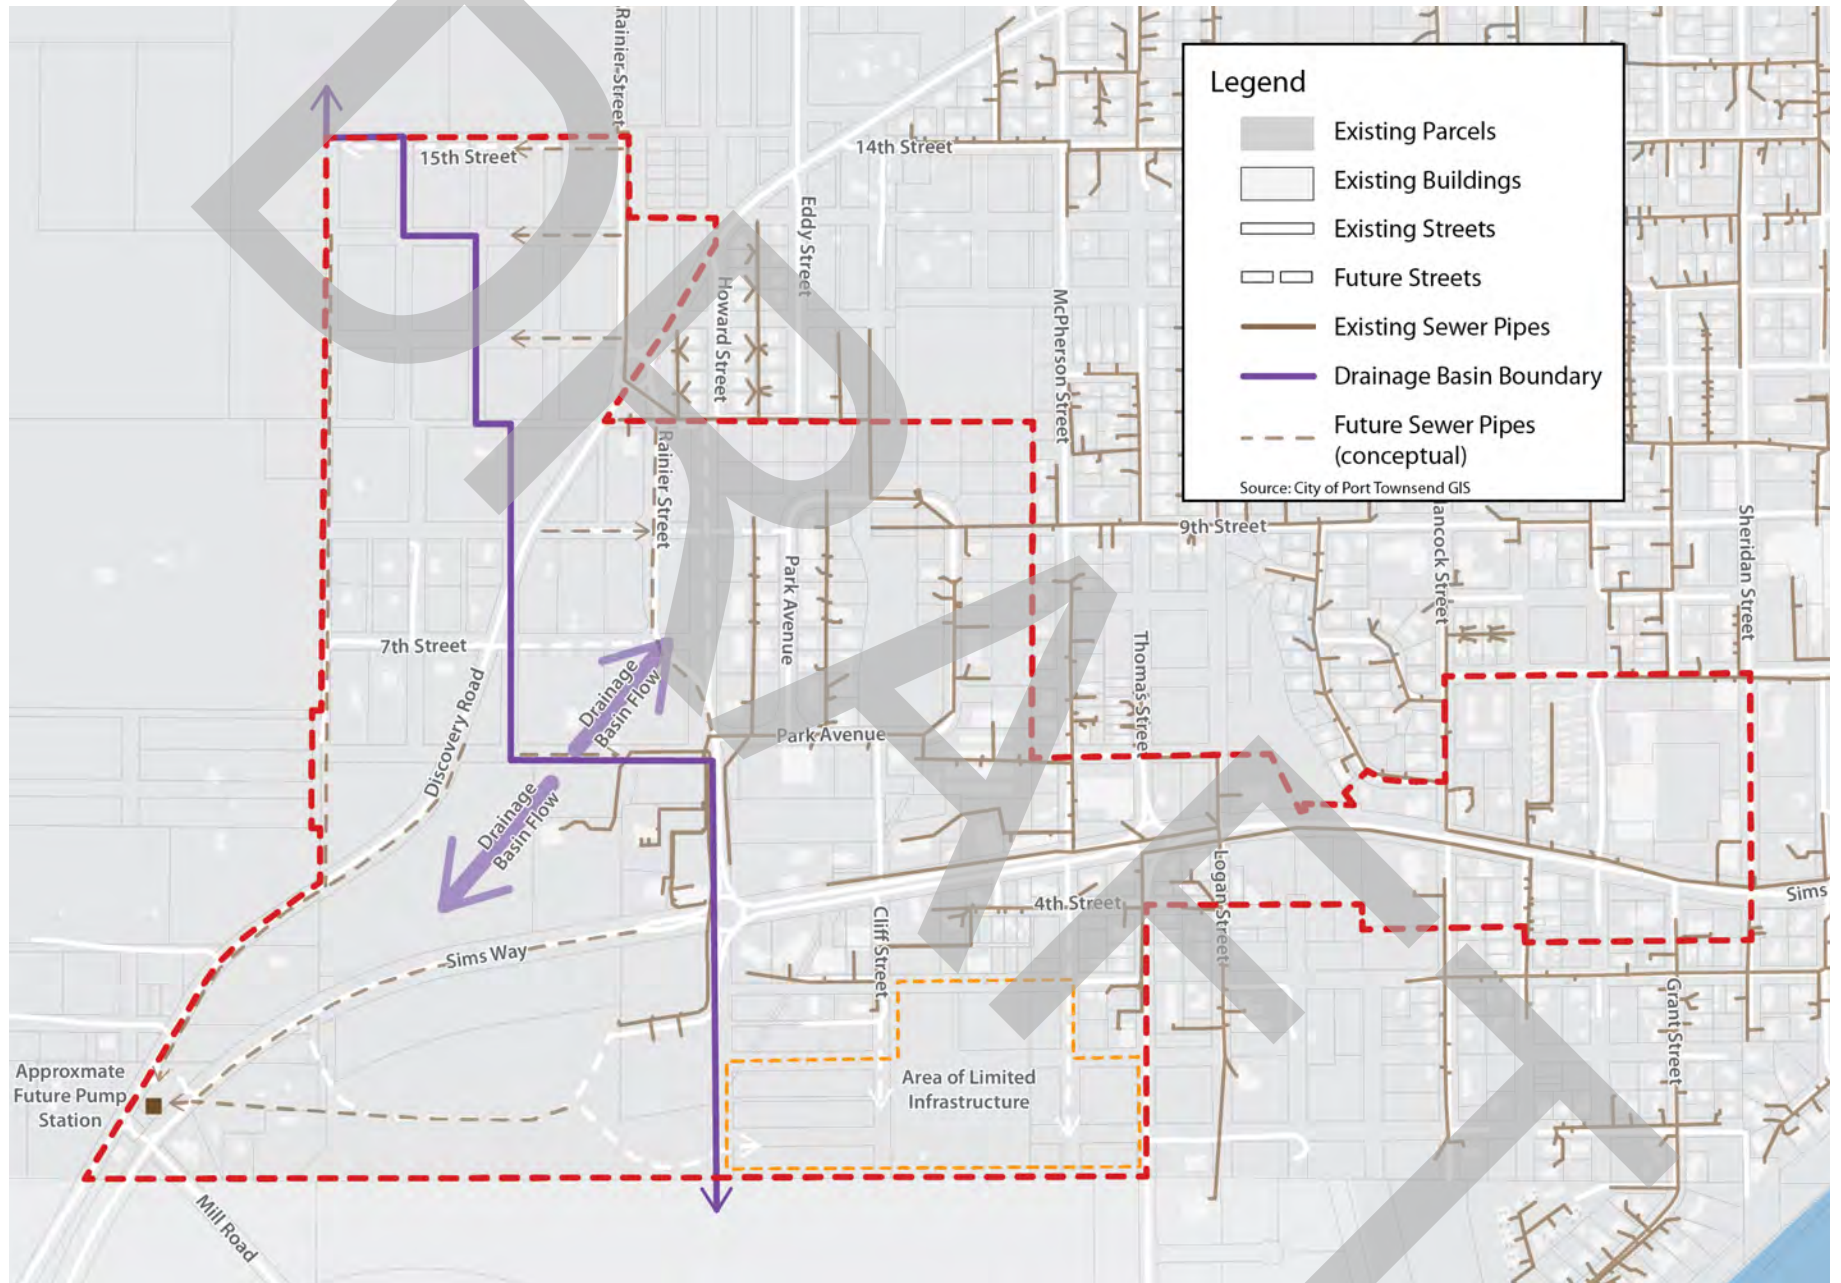 DRAFT
Legend
Existing Parcels
Existing Buildings
Existing Streets
Future Streets
Existing Sewer Pipes
Drainage Basin Boundary
Future Sewer Pipes
(conceptual)
Source: City of Port Townsend GIS
Rainier Street
15th Street
14th Street
Eddy Street
Howard Street
McPherson Street
Rainier Street
9th Street
ancock Street
Sheridan Street
Park Avenue
7th Street
Thomas Street
Discovery Road
Drainage
Basin Flow
Park Avenue
Drainage
Basin Flow
Logan Street
4th Street
Sims
Cliff Street
Sims Way
Grant Street
Approxmate
Future Pump
Station
Area of Limited
Infrastructure
Mill Road